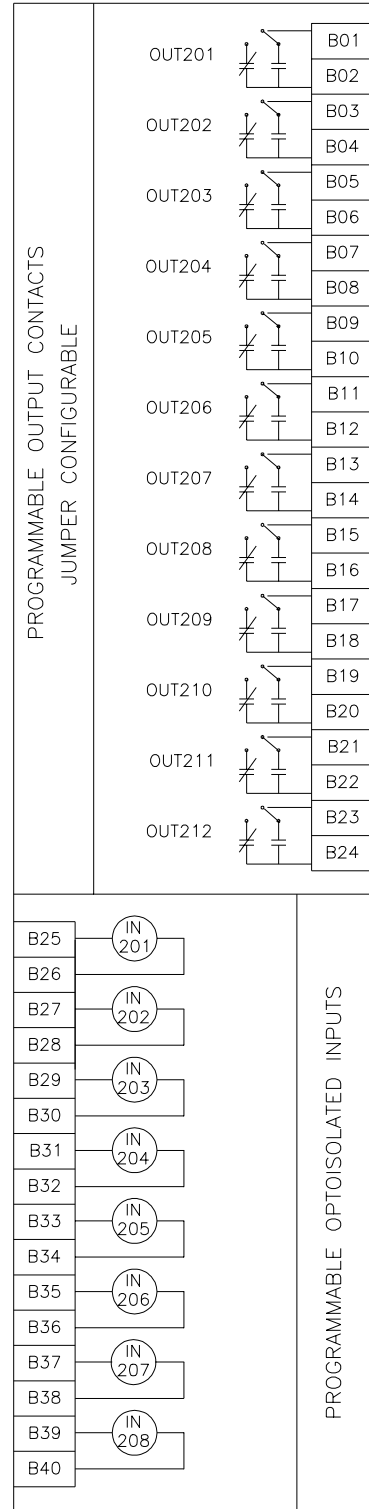 PROGRAMMABLE OUTPUT CONTACTS
JUMPER CONFIGURABLE
OUT201
B01
B02
OUT202
B03
B04
OUT203
B05
B06
OUT204
B07
B08
OUT205
B09
B10
OUT206
B11
B12
OUT207
B13
B14
OUT208
B15
B16
OUT209
B17
B18
OUT210
B19
B20
OUT211
B21
B22
OUT212
B23
B24
B25
IN
201
B26
B27
IN
202
B28
B29
IN
203
B30
B31
IN
204
B32
B33
IN
205
B34
B35
IN
206
B36
B37
IN
207
B38
B39
IN
208
B40
PROGRAMMABLE OPTOISOLATED INPUTS